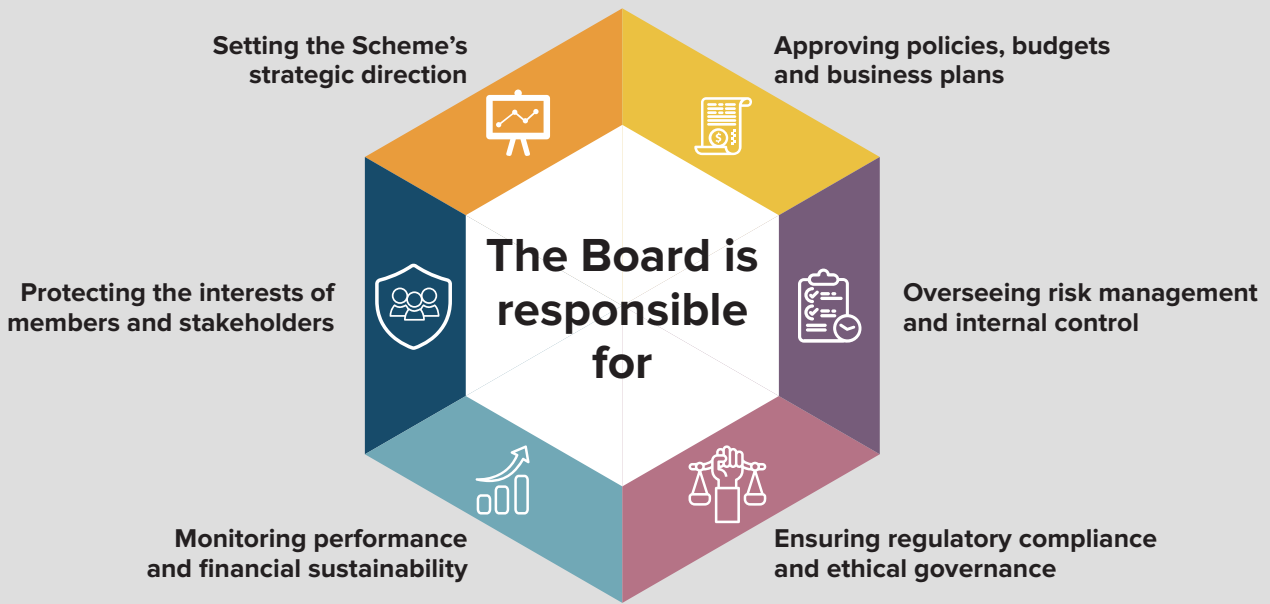 Setting the Scheme’s
strategic direction
Approving policies, budgets
and business plans
Protecting the interests of
members and stakeholders
The Board is
responsible
for
Overseeing risk management
and internal control
Monitoring performance
and financial sustainability
Ensuring regulatory compliance
and ethical governance
$